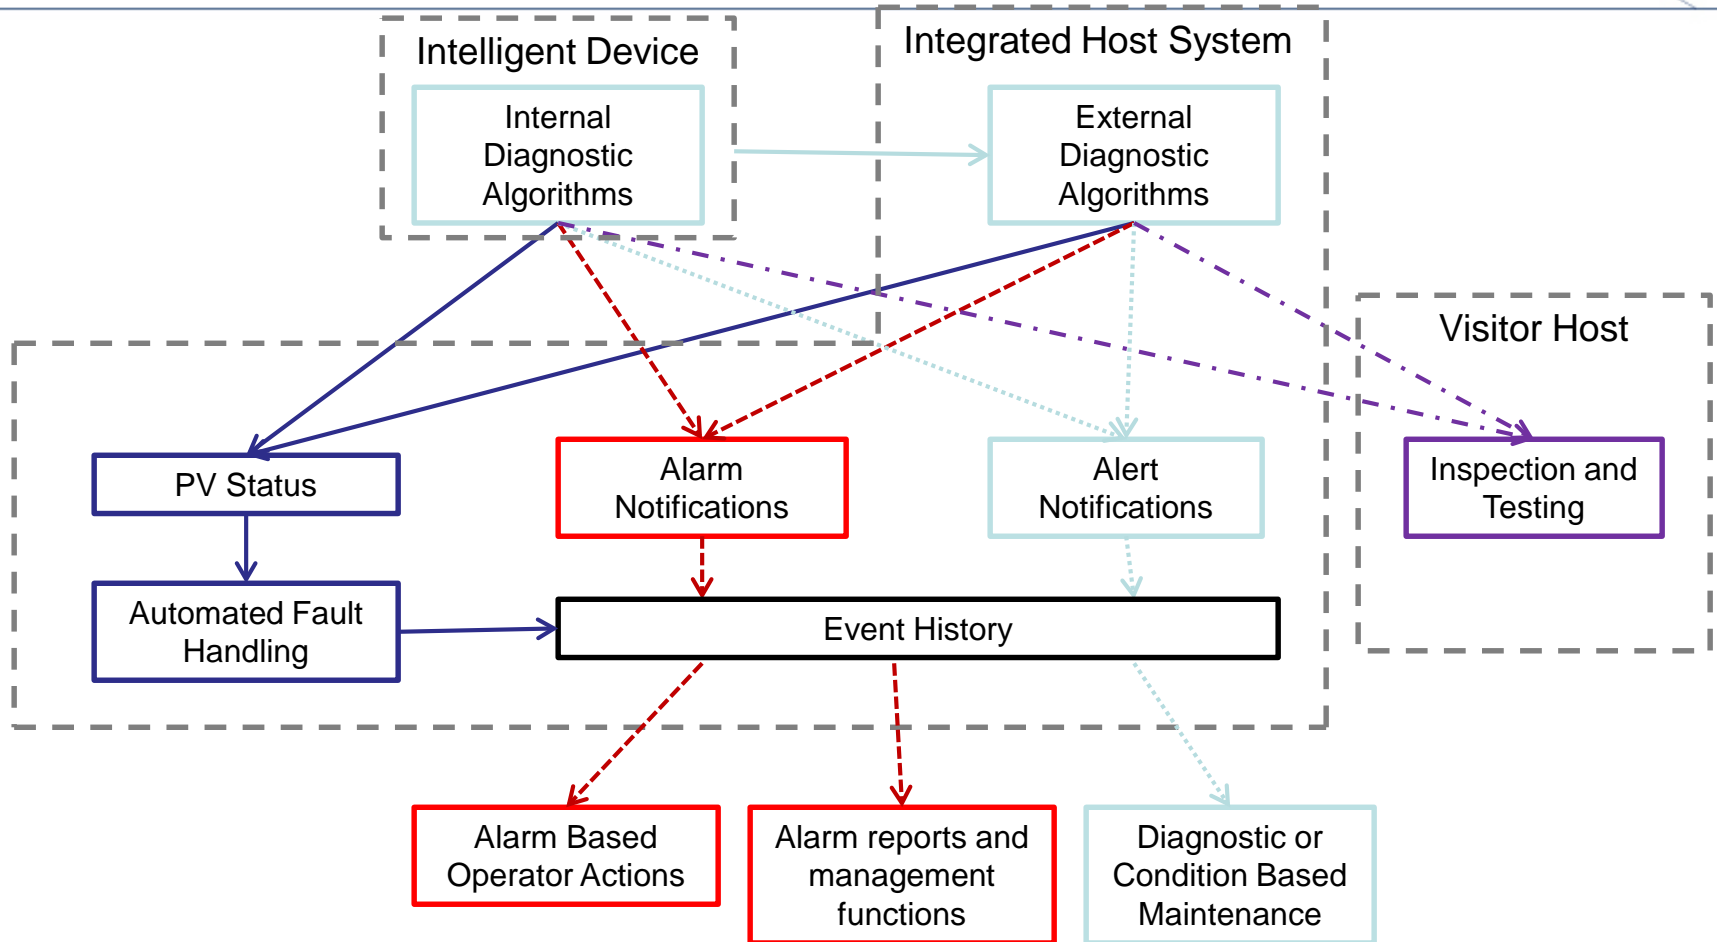 Intelligent Device
Integrated Host System
Internal
Diagnostic
Algorithms
External
Diagnostic
Algorithms
Visitor Host
PV Status
Alarm
Notifications
Alert
Notifications
Inspection and
Testing
Automated Fault
Handling
Event History
Alarm Based
Operator Actions
Alarm reports and
management
functions
Diagnostic or
Condition Based
Maintenance